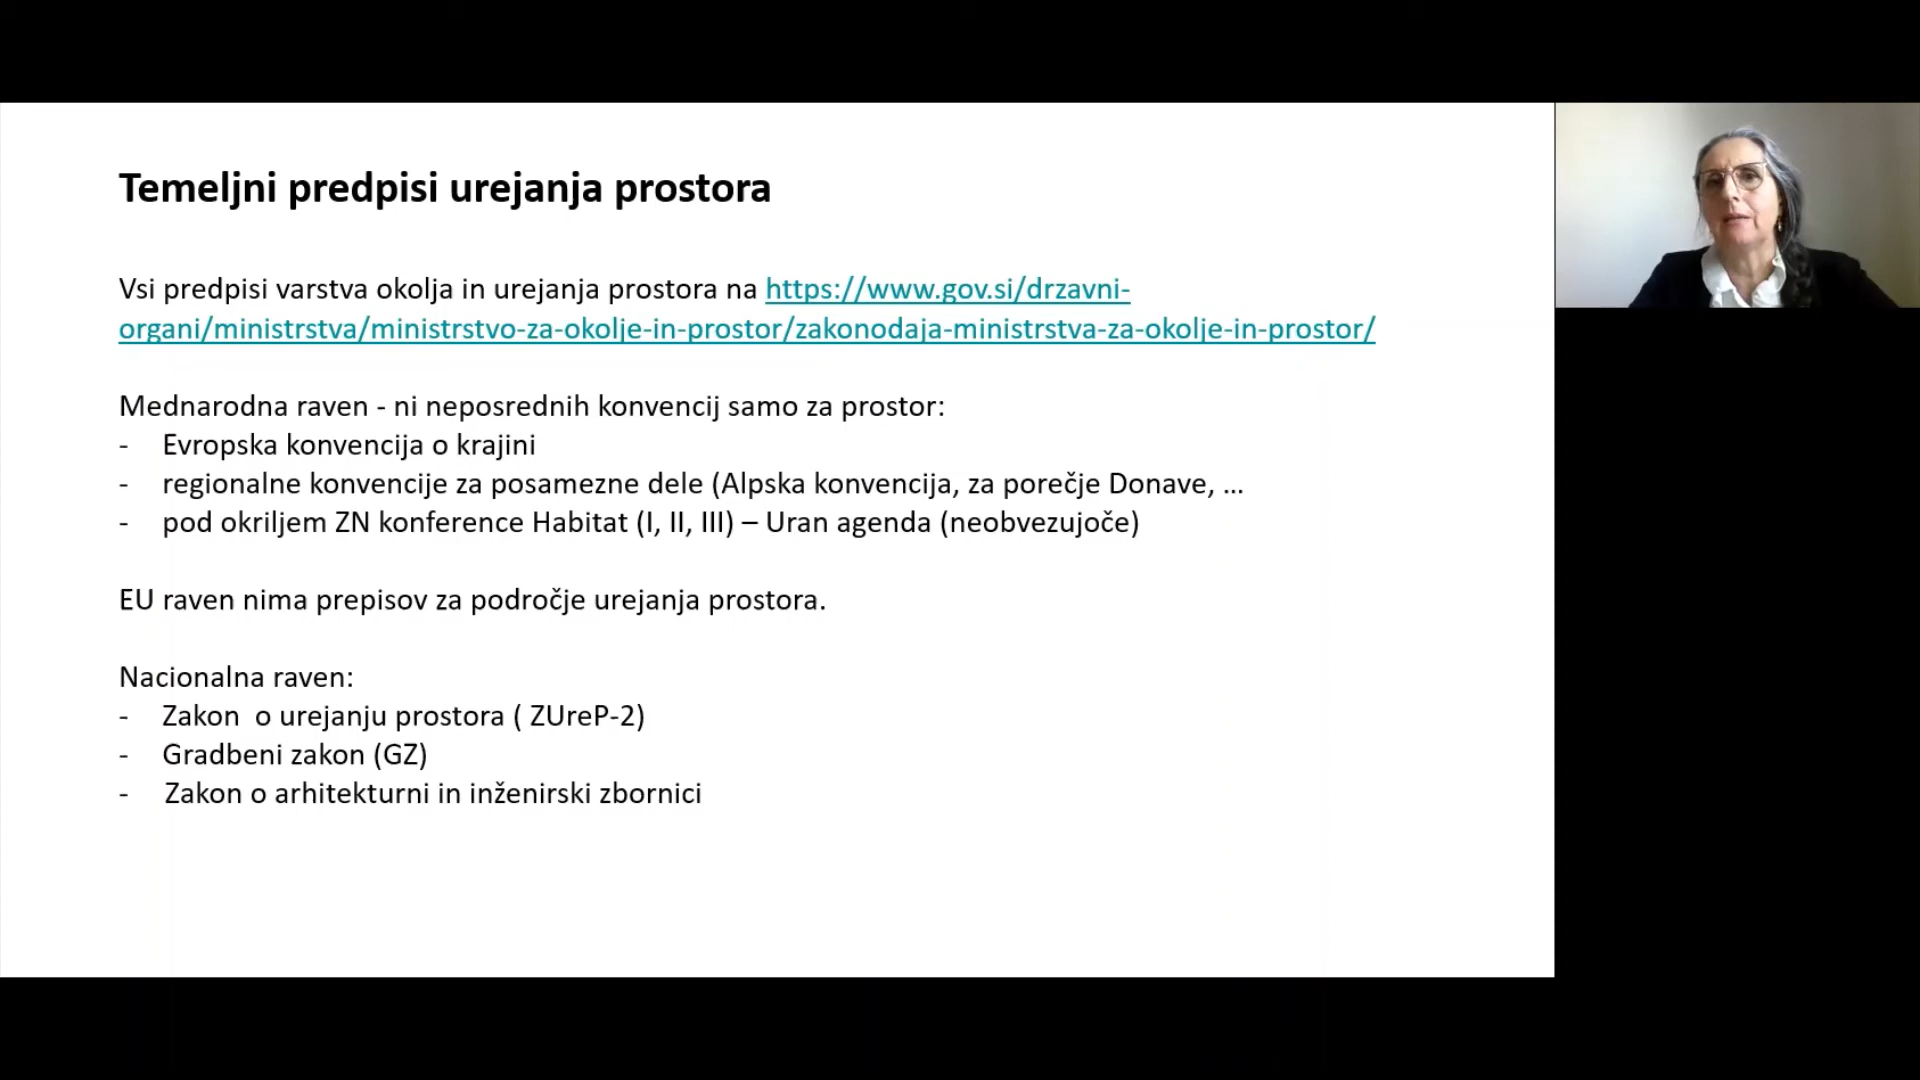 Temeljni predpisi urejanja prostora
Vsi predpisi varstva okolja in urejanja prostora na https://www.gov.si/drzavni-
organi/ministrstva/ministrstvo-za-okolje-in-prostor/zakonodaja-ministrstva-za-okolje-in-prostor/
Mednarodna raven - ni neposrednih konvencij samo za prostor:
- Evropska konvencija o krajini
- regionalne konvencije za posamezne dele (Alpska konvencija, za porečje Donave, ...
- pod okriljem ZN konference Habitat (I, II, III) – Uran agenda (neobvezujoče)
EU raven nima prepisov za področje urejanja prostora.
Nacionalna raven:
- Zakon o urejanju prostora ( ZUreP-2)
- Gradbeni zakon (GZ)
- Zakon o arhitekturni in inženirski zbornici